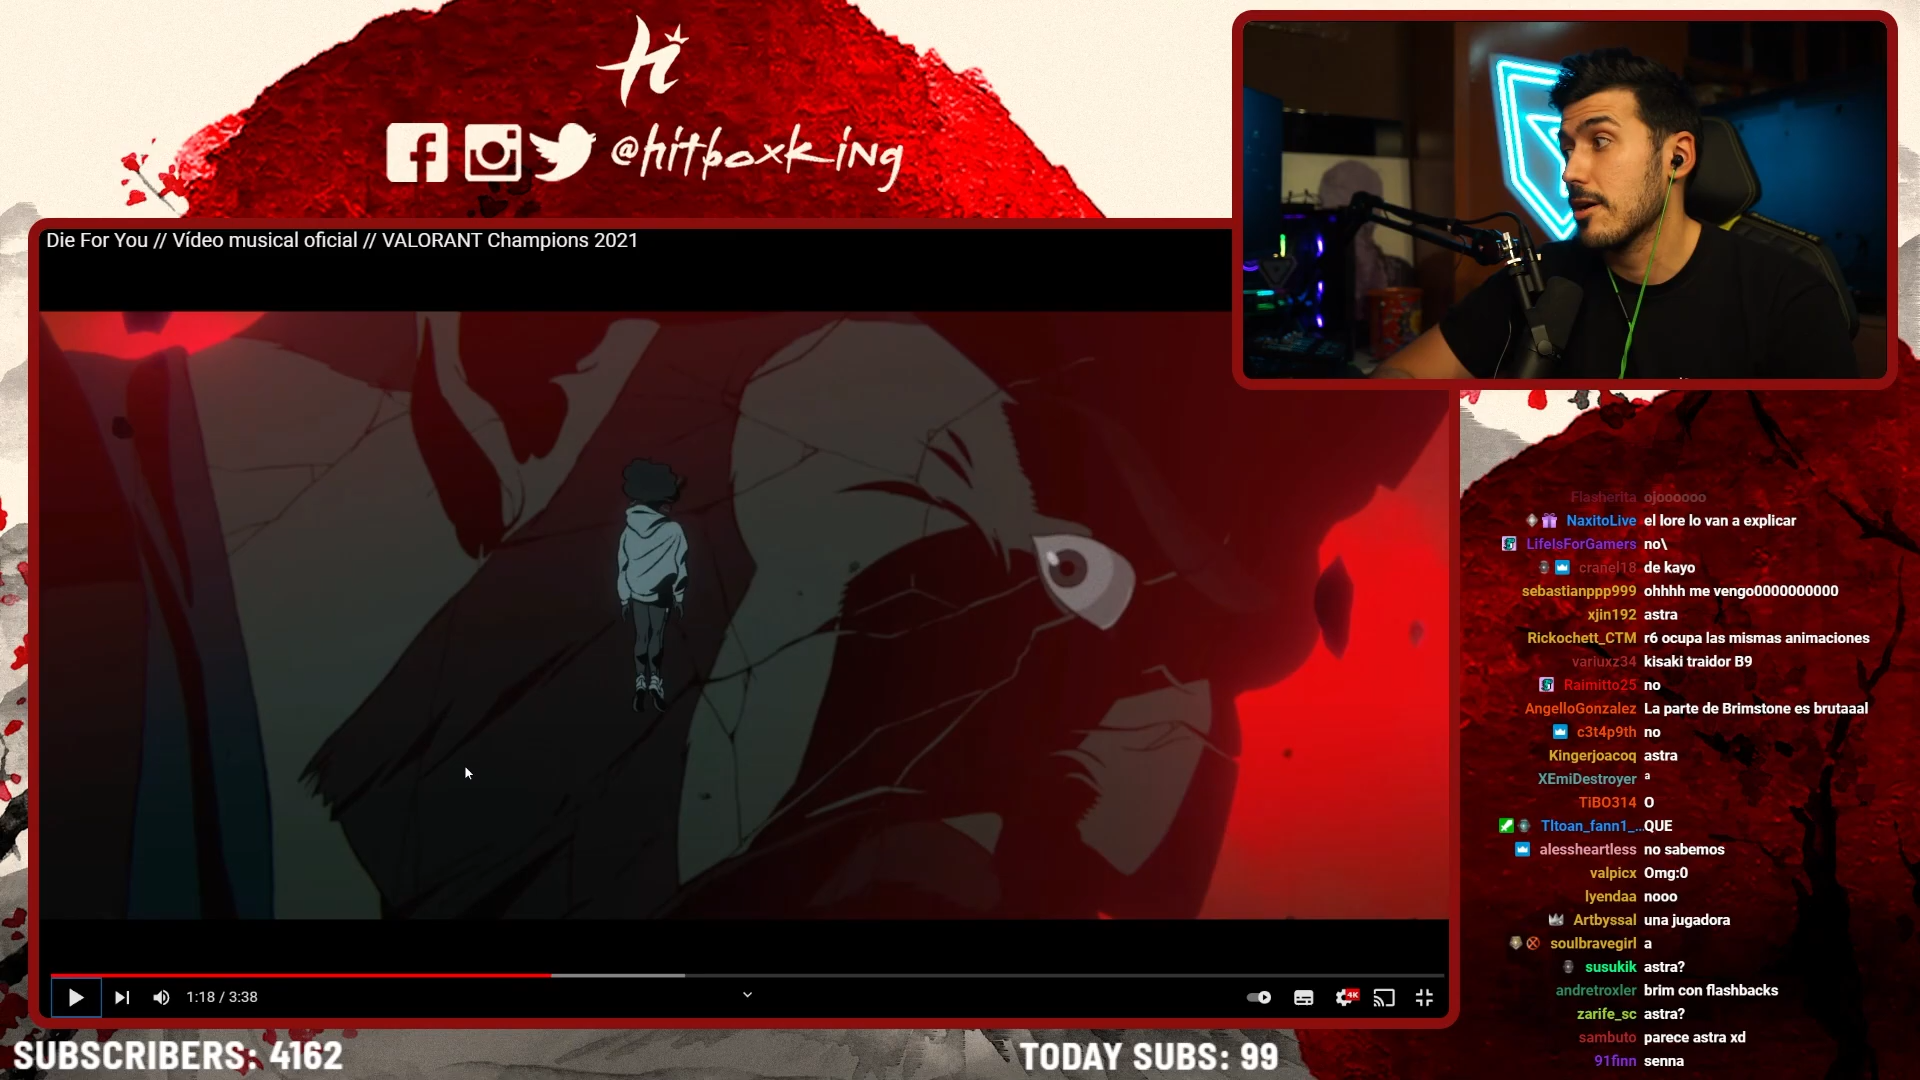 @hitboxking
Die For You // Vídeo musical oficial // VALORANT Champions 2021
Flasherita ojoooooo
NaxitoLive el lore lo van a explicar
LifeIsForGamers no\
cranel18 de kayo
sebastianppp999 ohhhh me vengo0000000000
xjin192 astra
Rickochett_CTM r6 ocupa las mismas animaciones
variuxz34 kisaki traidor B9
Raimitto25 no
AngelloGonzalez La parte de Brimstone es brutaaal
c3t4p9th no
Kingerjoacoq astra
XEmiDestroyer ª
TiBO314 O
Tltoan_fann1_... QUE
alessheartless no sabemos
valpicx Omg:0
lyendaa nooo
Artbyssal una jugadora
soulbravegirl a
susukik astra?
andretroxler brim con flashbacks
zarife_sc astra?
sambuto parece astra xd
91finn senna
1:18 / 3:38
4K
SUBSCRIBERS: 4162
TODAY SUBS: 99